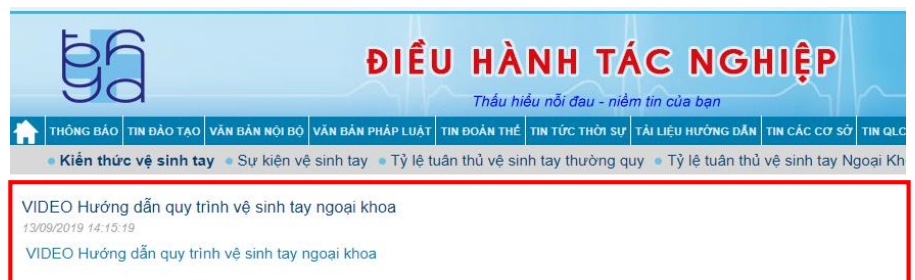 ĐIỀU HÀNH TÁC NGHIỆP
Thấu hiểu nỗi đau - niềm tin của bạn
THÔNG BÁO TIN ĐÀO TẠO VĂN BẢN NỘI BỘ VĂN BẢN PHÁP LUẬT TIN ĐOÀN THỂ TIN TỨC THỜI SỰ TÀI LIỆU HƯỚNG DẪN TIN CÁC CƠ SỞ TIN QLC
• Kiến thức vệ sinh tay • Sự kiện vệ sinh tay • Tỷ lệ tuân thủ vệ sinh tay thường quy • Tỷ lệ tuân thủ vệ sinh tay Ngoại Kh
VIDEO Hướng dẫn quy trình vệ sinh tay ngoại khoa
13/09/2019 14:15:19
VIDEO Hướng dẫn quy trình vệ sinh tay ngoại khoa